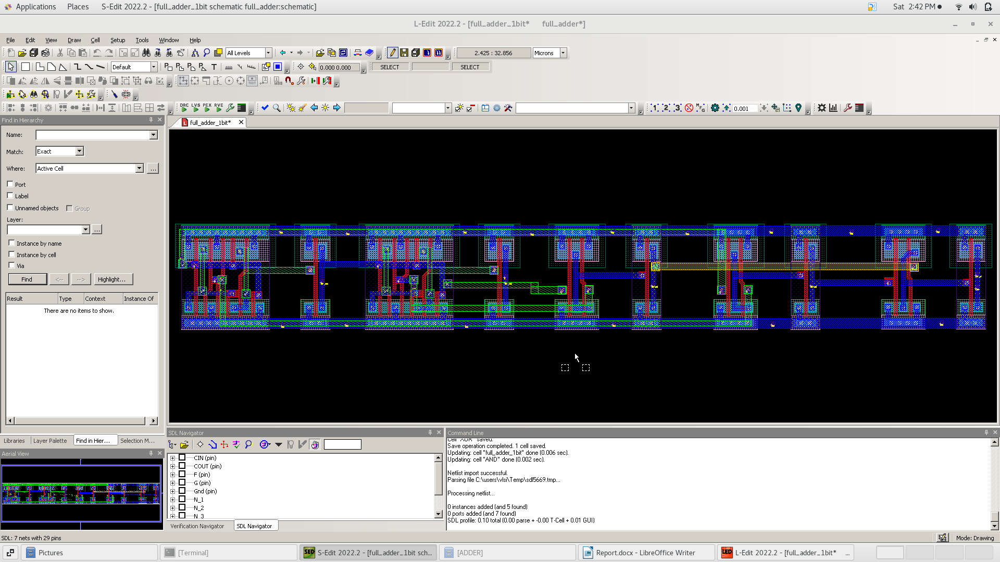 Applications Places S-Edit 2022.2 - [full_adder_1bit schematic full_adder:schematic] Sat 2:42 PM
L-Edit 2022.2 - [full_adder_1bit* full_adder*]
File Edit View Draw Cell Setup Tools Window Help
All Levels 2.425 : 32.856 Microns
Default 0.000 0.000 SELECT SELECT
DRC LVS PEX RVE 0.001
Find in Hierarchy
full_adder_1bit*
Name:
Match: Exact
Where: Active Cell ...
Port
Label
Unnamed objects Group
Layer:
...
Instance by name
Instance by cell
Via
Find <-- --> Highlight...
Result Type Context Instance Of
There are no items to show.
Libraries Layer Palette Find in Hier... Selection M...
Aerial View
SDL Navigator
CIN (pin)
COUT (pin)
F (pin)
G (pin)
Gnd (pin)
N_1
N_2
N_3
Verification Navigator SDL Navigator
Command Line
Cell "XOR" saved.
Save operation completed. 1 cell saved.
Updating: cell "full_adder_1bit" done (0.006 sec).
Updating: cell "AND" done (0.002 sec).
Netlist import successful.
Parsing file C:\users\vlsi\Temp\sdl5669.tmp...
Processing netlist...
0 instances added (and 5 found)
0 ports added (and 7 found)
SDL profile: 0.10 total (0.00 parse + -0.00 T-Cell + 0.01 GUI)
SDL: 7 nets with 29 pins Mode: Drawing
Pictures [Terminal] S-Edit 2022.2 - [full_adder_1bit sch... [ADDER] Report.docx - LibreOffice Writer L-Edit 2022.2 - [full_adder_1bit* ...